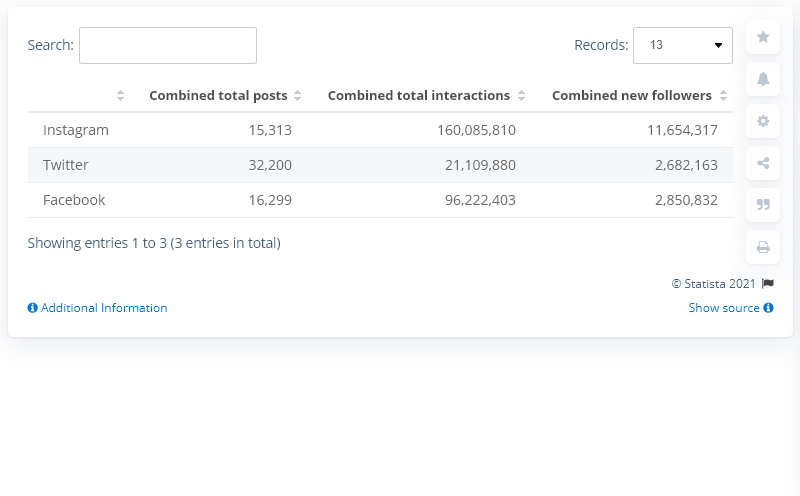 Search: Records: 13
Combined total posts Combined total interactions Combined new followers
Instagram 15,313 160,085,810 11,654,317
Twitter 32,200 21,109,880 2,682,163
Facebook 16,299 96,222,403 2,850,832
Showing entries 1 to 3 (3 entries in total)
© Statista 2021
Additional Information Show source